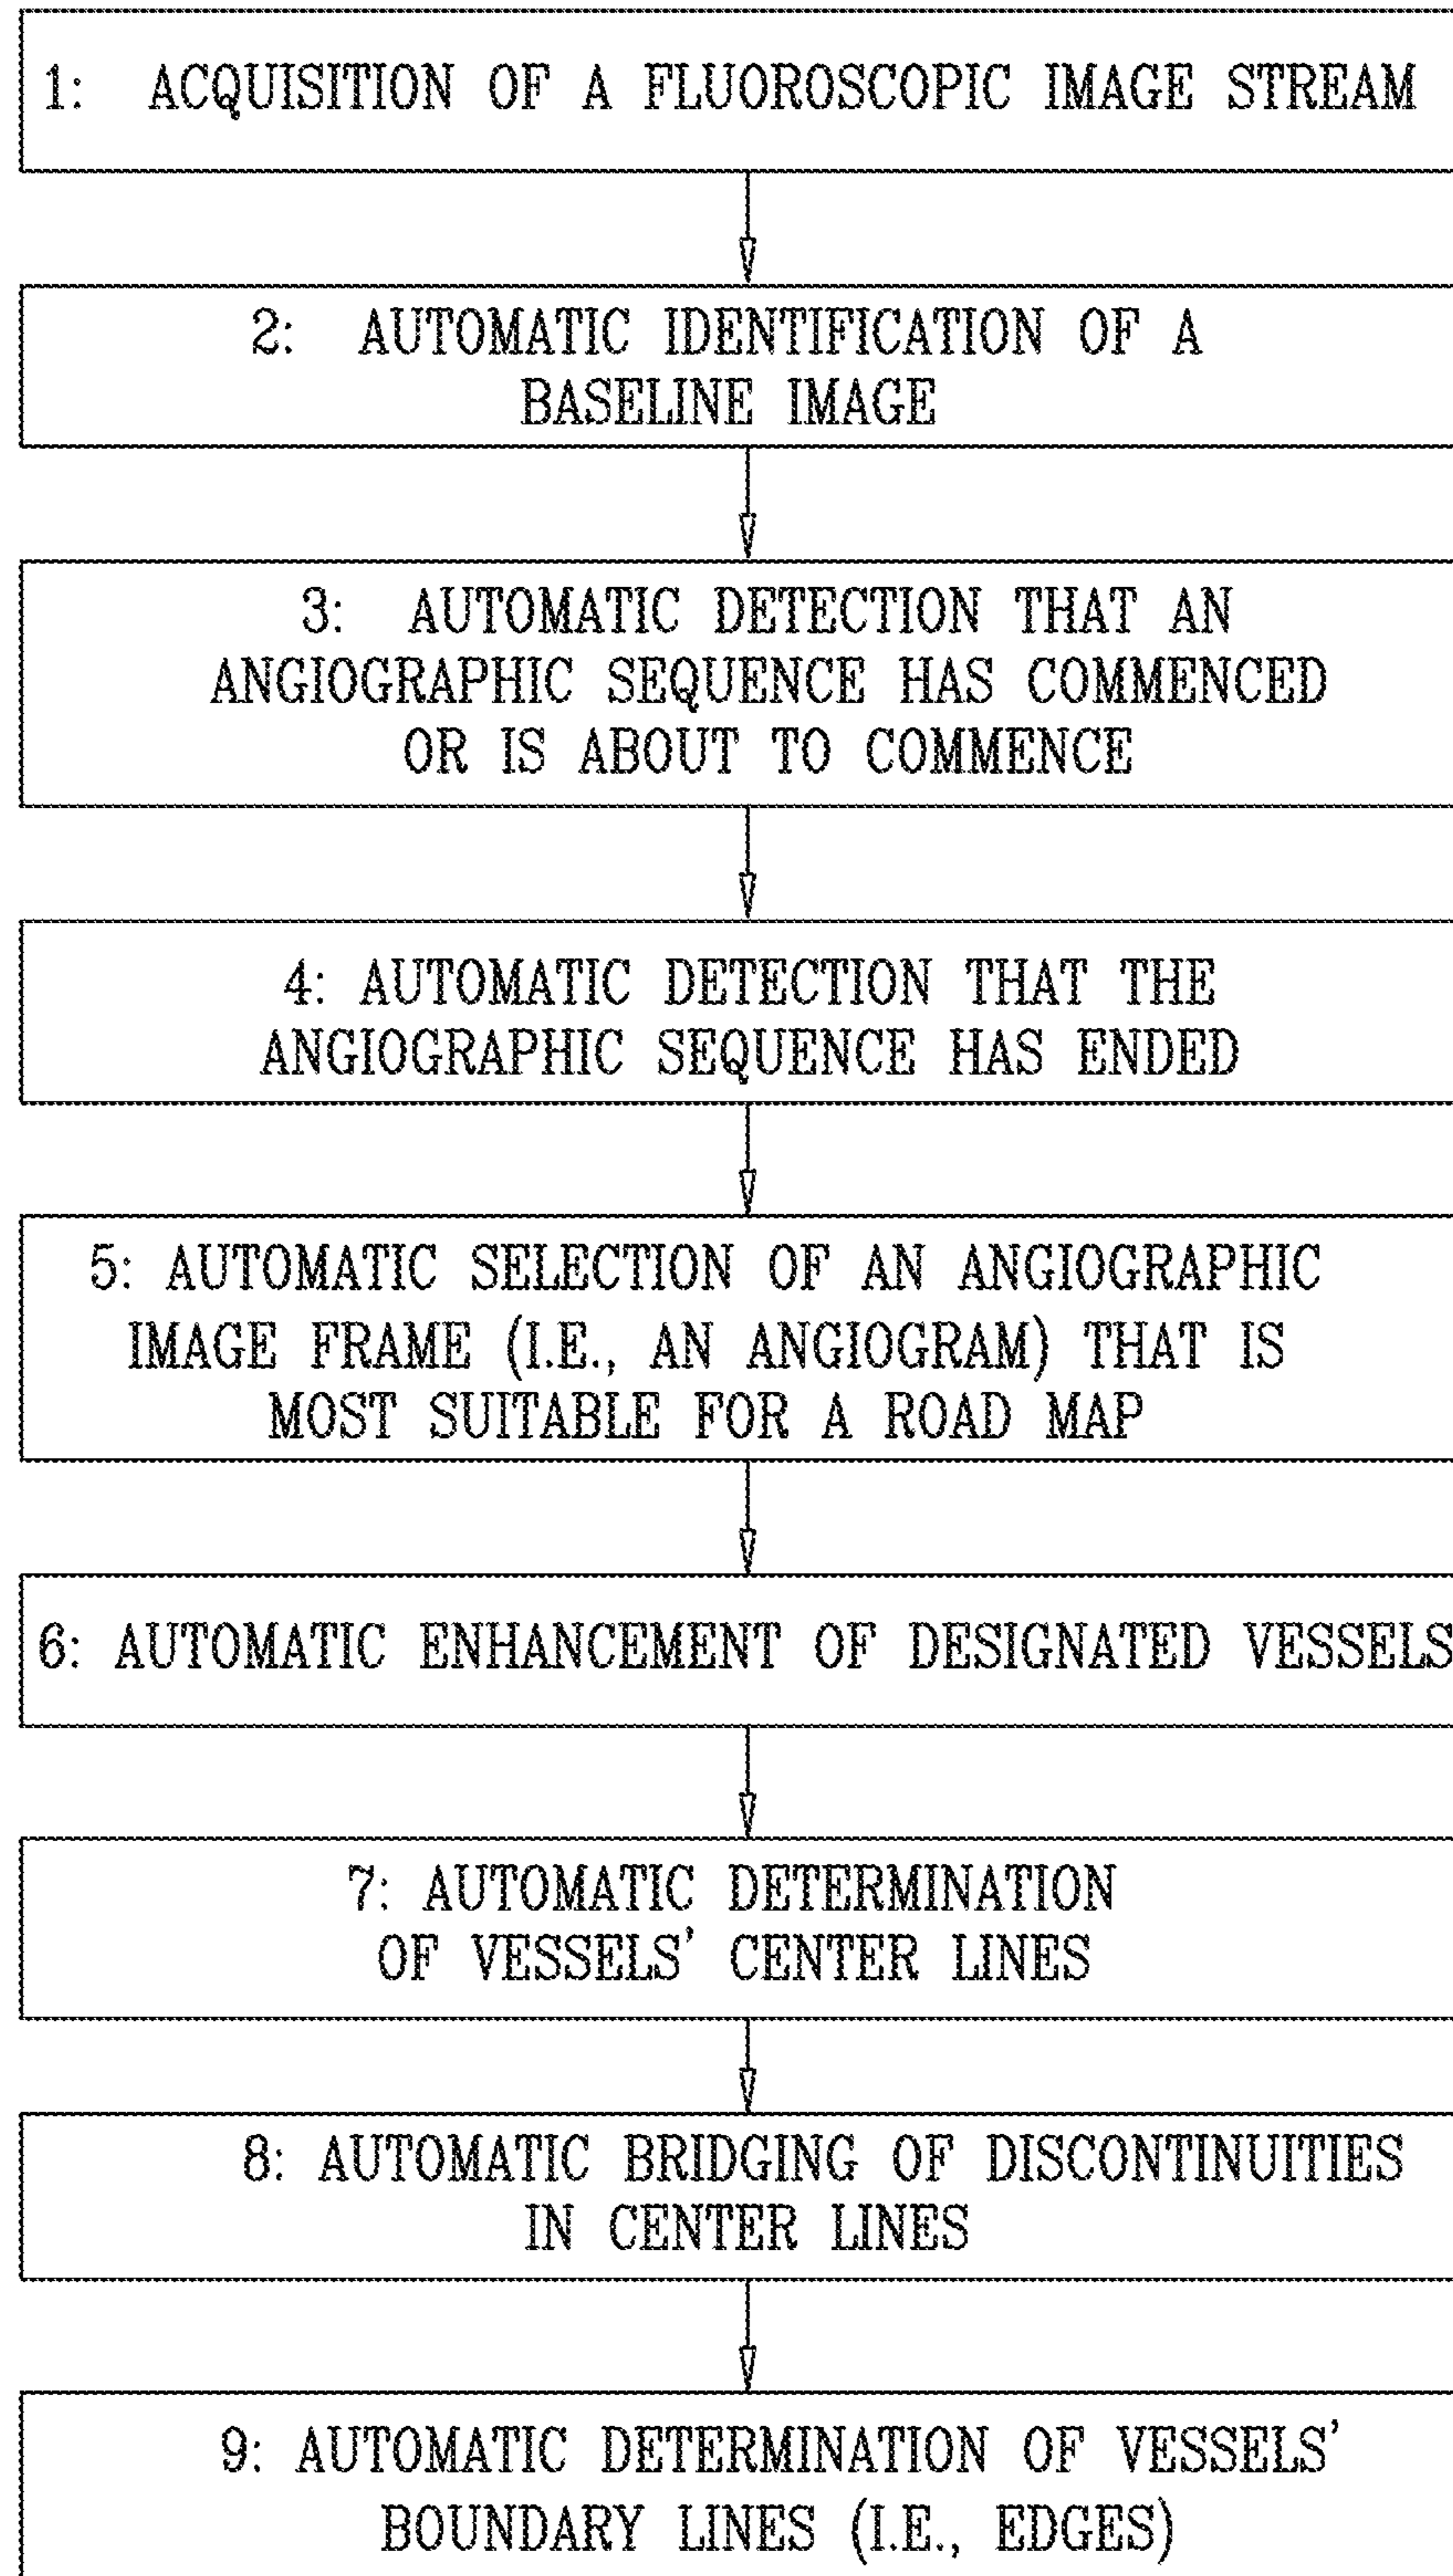 1: ACQUISITION OF A FLUOROSCOPIC IMAGE STREAM
2: AUTOMATIC IDENTIFICATION OF A
BASELINE IMAGE
3: AUTOMATIC DETECTION THAT AN
ANGIOGRAPHIC SEQUENCE HAS COMMENCED
OR IS ABOUT TO COMMENCE
4: AUTOMATIC DETECTION THAT THE
ANGIOGRAPHIC SEQUENCE HAS ENDED
5: AUTOMATIC SELECTION OF AN ANGIOGRAPHIC
IMAGE FRAME (I.E., AN ANGIOGRAM) THAT IS
MOST SUITABLE FOR A ROAD MAP
6: AUTOMATIC ENHANCEMENT OF DESIGNATED VESSELS
7: AUTOMATIC DETERMINATION
OF VESSELS' CENTER LINES
8: AUTOMATIC BRIDGING OF DISCONTINUITIES
IN CENTER LINES
9: AUTOMATIC DETERMINATION OF VESSELS'
BOUNDARY LINES (I.E., EDGES)